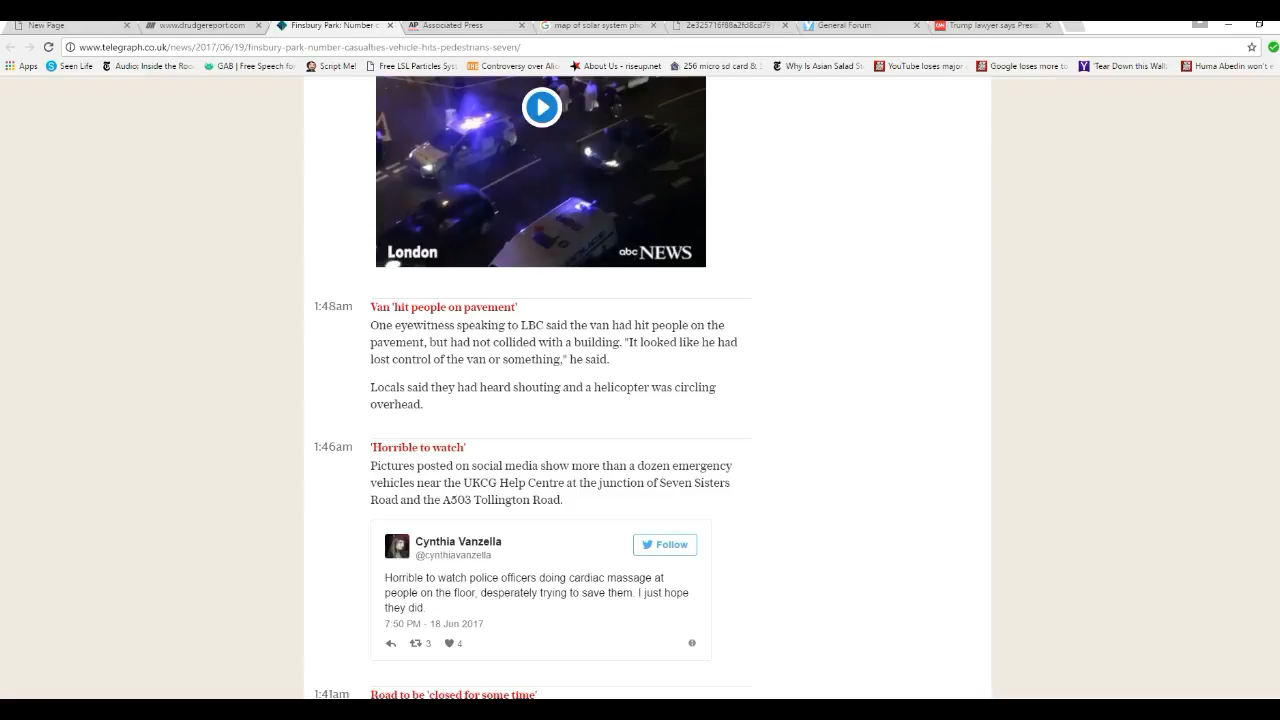 New Page
www.drudgereport.com
Finsbury Park: Number c
Associated Press
map of solar system pho
2e325716f88a2fd8cd79
General Forum
Trump lawyer says Presi
www.telegraph.co.uk/news/2017/06/19/finsbury-park-number-casualties-vehicle-hits-pedestrians-seven/
Apps
Seen Life
Audio: Inside the Roo
GAB | Free Speech fo
Script Me!
Free LSL Particles Syst
Controversy over Alic
About Us - riseup.net
256 micro sd card &
Why Is Asian Salad St
YouTube loses major
Google loses more to
'Tear Down this Wall
Huma Abedin won't e
POLICE
London
abc NEWS
1:48am
Van 'hit people on pavement'
One eyewitness speaking to LBC said the van had hit people on the
pavement, but had not collided with a building. "It looked like he had
lost control of the van or something," he said.
Locals said they had heard shouting and a helicopter was circling
overhead.
1:46am
'Horrible to watch'
Pictures posted on social media show more than a dozen emergency
vehicles near the UKCG Help Centre at the junction of Seven Sisters
Road and the A503 Tollington Road.
Cynthia Vanzella
@cynthiavanzella
Follow
Horrible to watch police officers doing cardiac massage at
people on the floor, desperately trying to save them. I just hope
they did.
7:50 PM - 18 Jun 2017
3
4
1:41am
Road to be 'closed for some time'